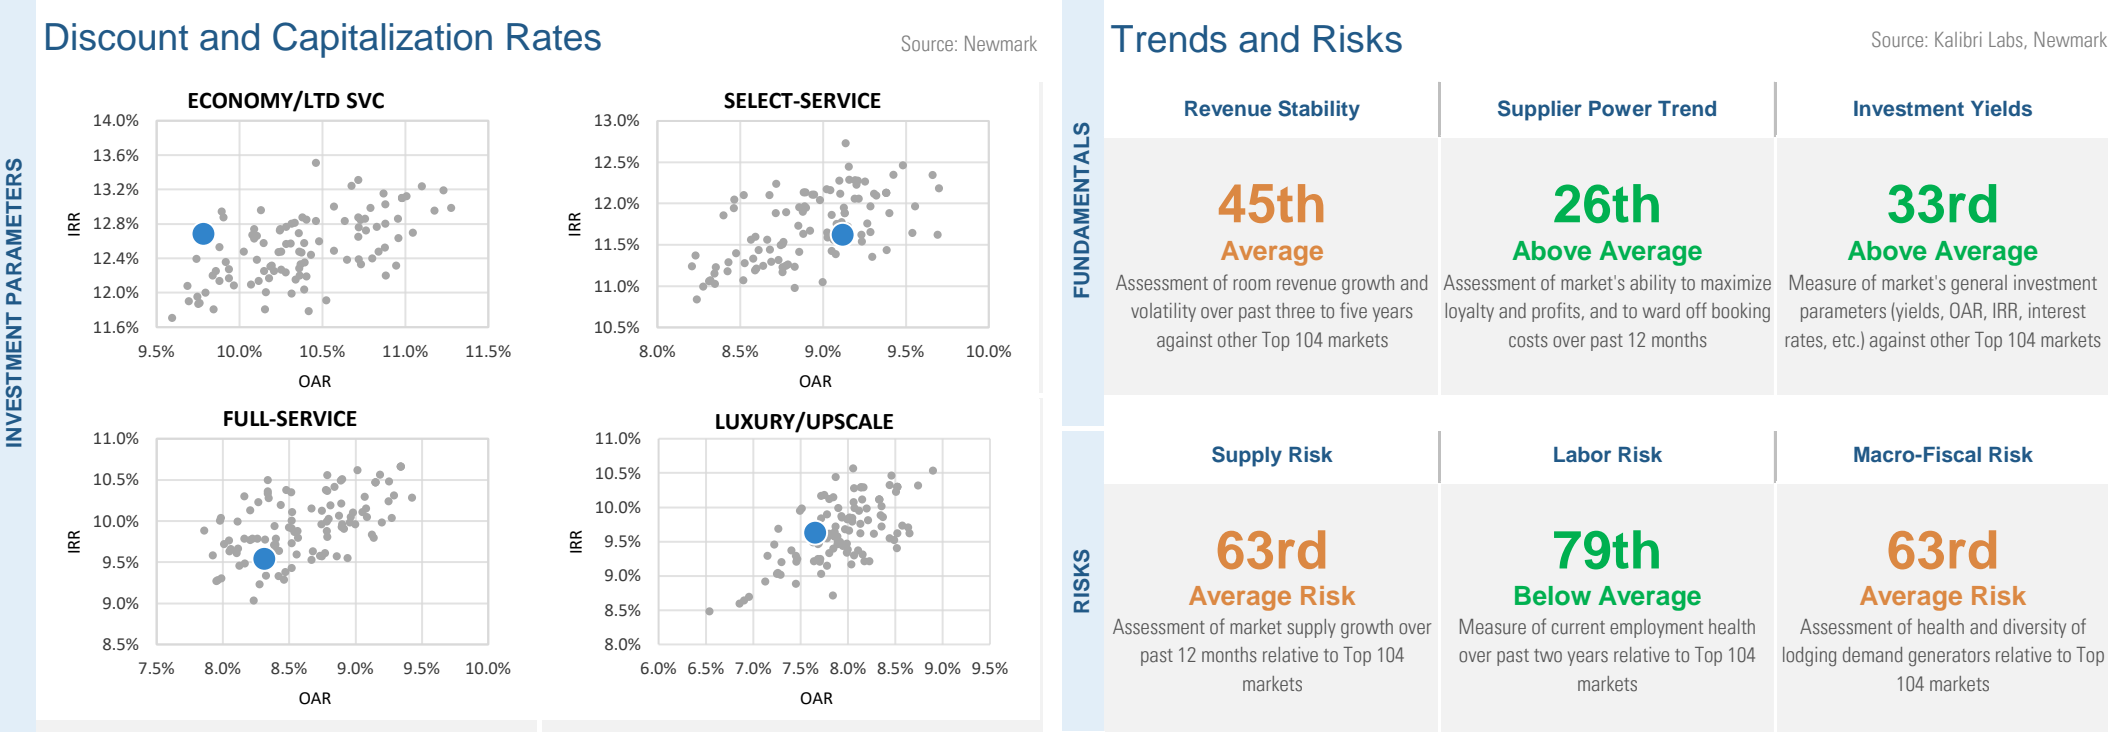 Discount and Capitalization Rates
Source: Newmark
INVESTMENT PARAMETERS
ECONOMY/LTD SVC
14.0%
13.6%
13.2%
12.8%
12.4%
12.0%
11.6%
IRR
9.5% 10.0% 10.5% 11.0% 11.5%
OAR
SELECT-SERVICE
13.0%
12.5%
12.0%
11.5%
11.0%
10.5%
IRR
8.0% 8.5% 9.0% 9.5% 10.0%
OAR
FULL-SERVICE
11.0%
10.5%
10.0%
9.5%
9.0%
8.5%
IRR
7.5% 8.0% 8.5% 9.0% 9.5% 10.0%
OAR
LUXURY/UPSCALE
11.0%
10.5%
10.0%
9.5%
9.0%
8.5%
8.0%
IRR
6.0% 6.5% 7.0% 7.5% 8.0% 8.5% 9.0% 9.5%
OAR
Trends and Risks
Source: Kalibri Labs, Newmark
FUNDAMENTALS
Revenue Stability
45th
Average
Assessment of room revenue growth and
volatility over past three to five years
against other Top 104 markets
Supplier Power Trend
26th
Above Average
Assessment of market's ability to maximize
loyalty and profits, and to ward off booking
costs over past 12 months
Investment Yields
33rd
Above Average
Measure of market's general investment
parameters (yields, OAR, IRR, interest
rates, etc.) against other Top 104 markets
RISKS
Supply Risk
63rd
Average Risk
Assessment of market supply growth over
past 12 months relative to Top 104
markets
Labor Risk
79th
Below Average
Measure of current employment health
over past two years relative to Top 104
markets
Macro-Fiscal Risk
63rd
Average Risk
Assessment of health and diversity of
lodging demand generators relative to Top
104 markets